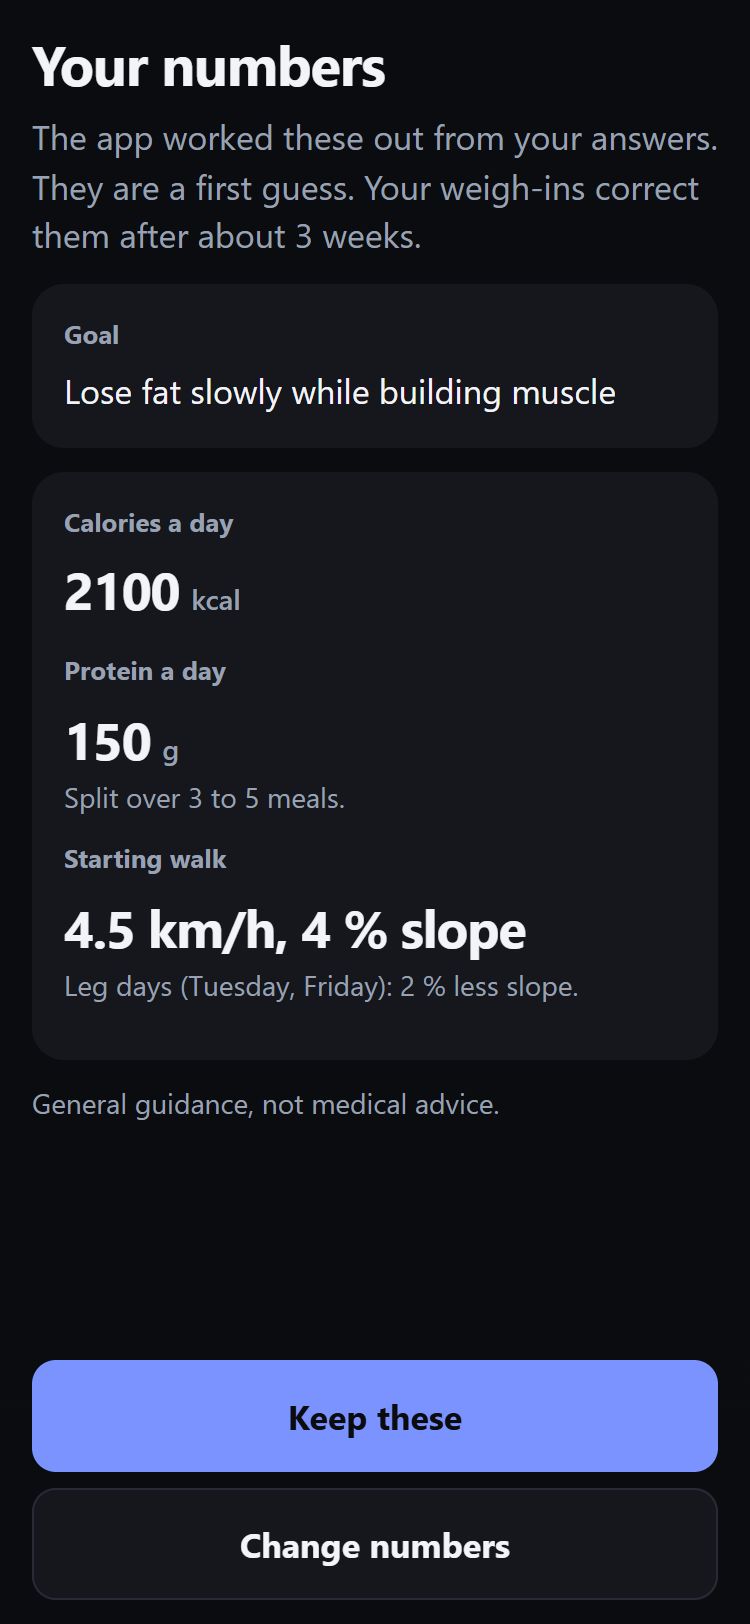 Your numbers
The app worked these out from your answers.
They are a first guess. Your weigh-ins correct
them after about 3 weeks.
Goal
Lose fat slowly while building muscle
Calories a day
2100 kcal
Protein a day
150 g
Split over 3 to 5 meals.
Starting walk
4.5 km/h, 4 % slope
Leg days (Tuesday, Friday): 2 % less slope.
General guidance, not medical advice.
Keep these
Change numbers